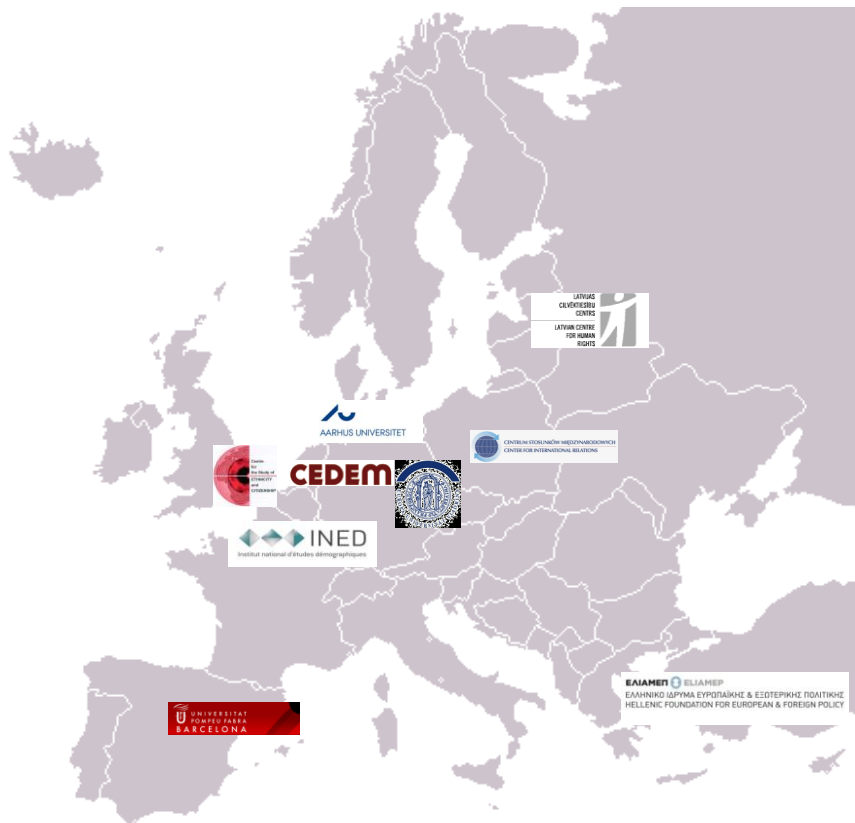 LATVIJAS
CILVĒKTIESĪBU
CENTRS
LATVIAN CENTRE
FOR HUMAN
RIGHTS
AARHUS UNIVERSITET
CENTRUM STOSUNKÓW MIĘDZYNARODOWYCH
CENTER FOR INTERNATIONAL RELATIONS
Centre
for
the Study of
ETHNICITY
and
CITIZENSHIP
CEDEM
INED
Institut national d'études démographiques
ΕΛΙΑΜΕΠ ELIAMEP
ΕΛΛΗΝΙΚΟ ΙΔΡΥΜΑ ΕΥΡΩΠΑΪΚΗΣ & ΕΞΩΤΕΡΙΚΗΣ ΠΟΛΙΤΙΚΗΣ
HELLENIC FOUNDATION FOR EUROPEAN & FOREIGN POLICY
UNIVERSITAT
POMPEU FABRA
BARCELONA